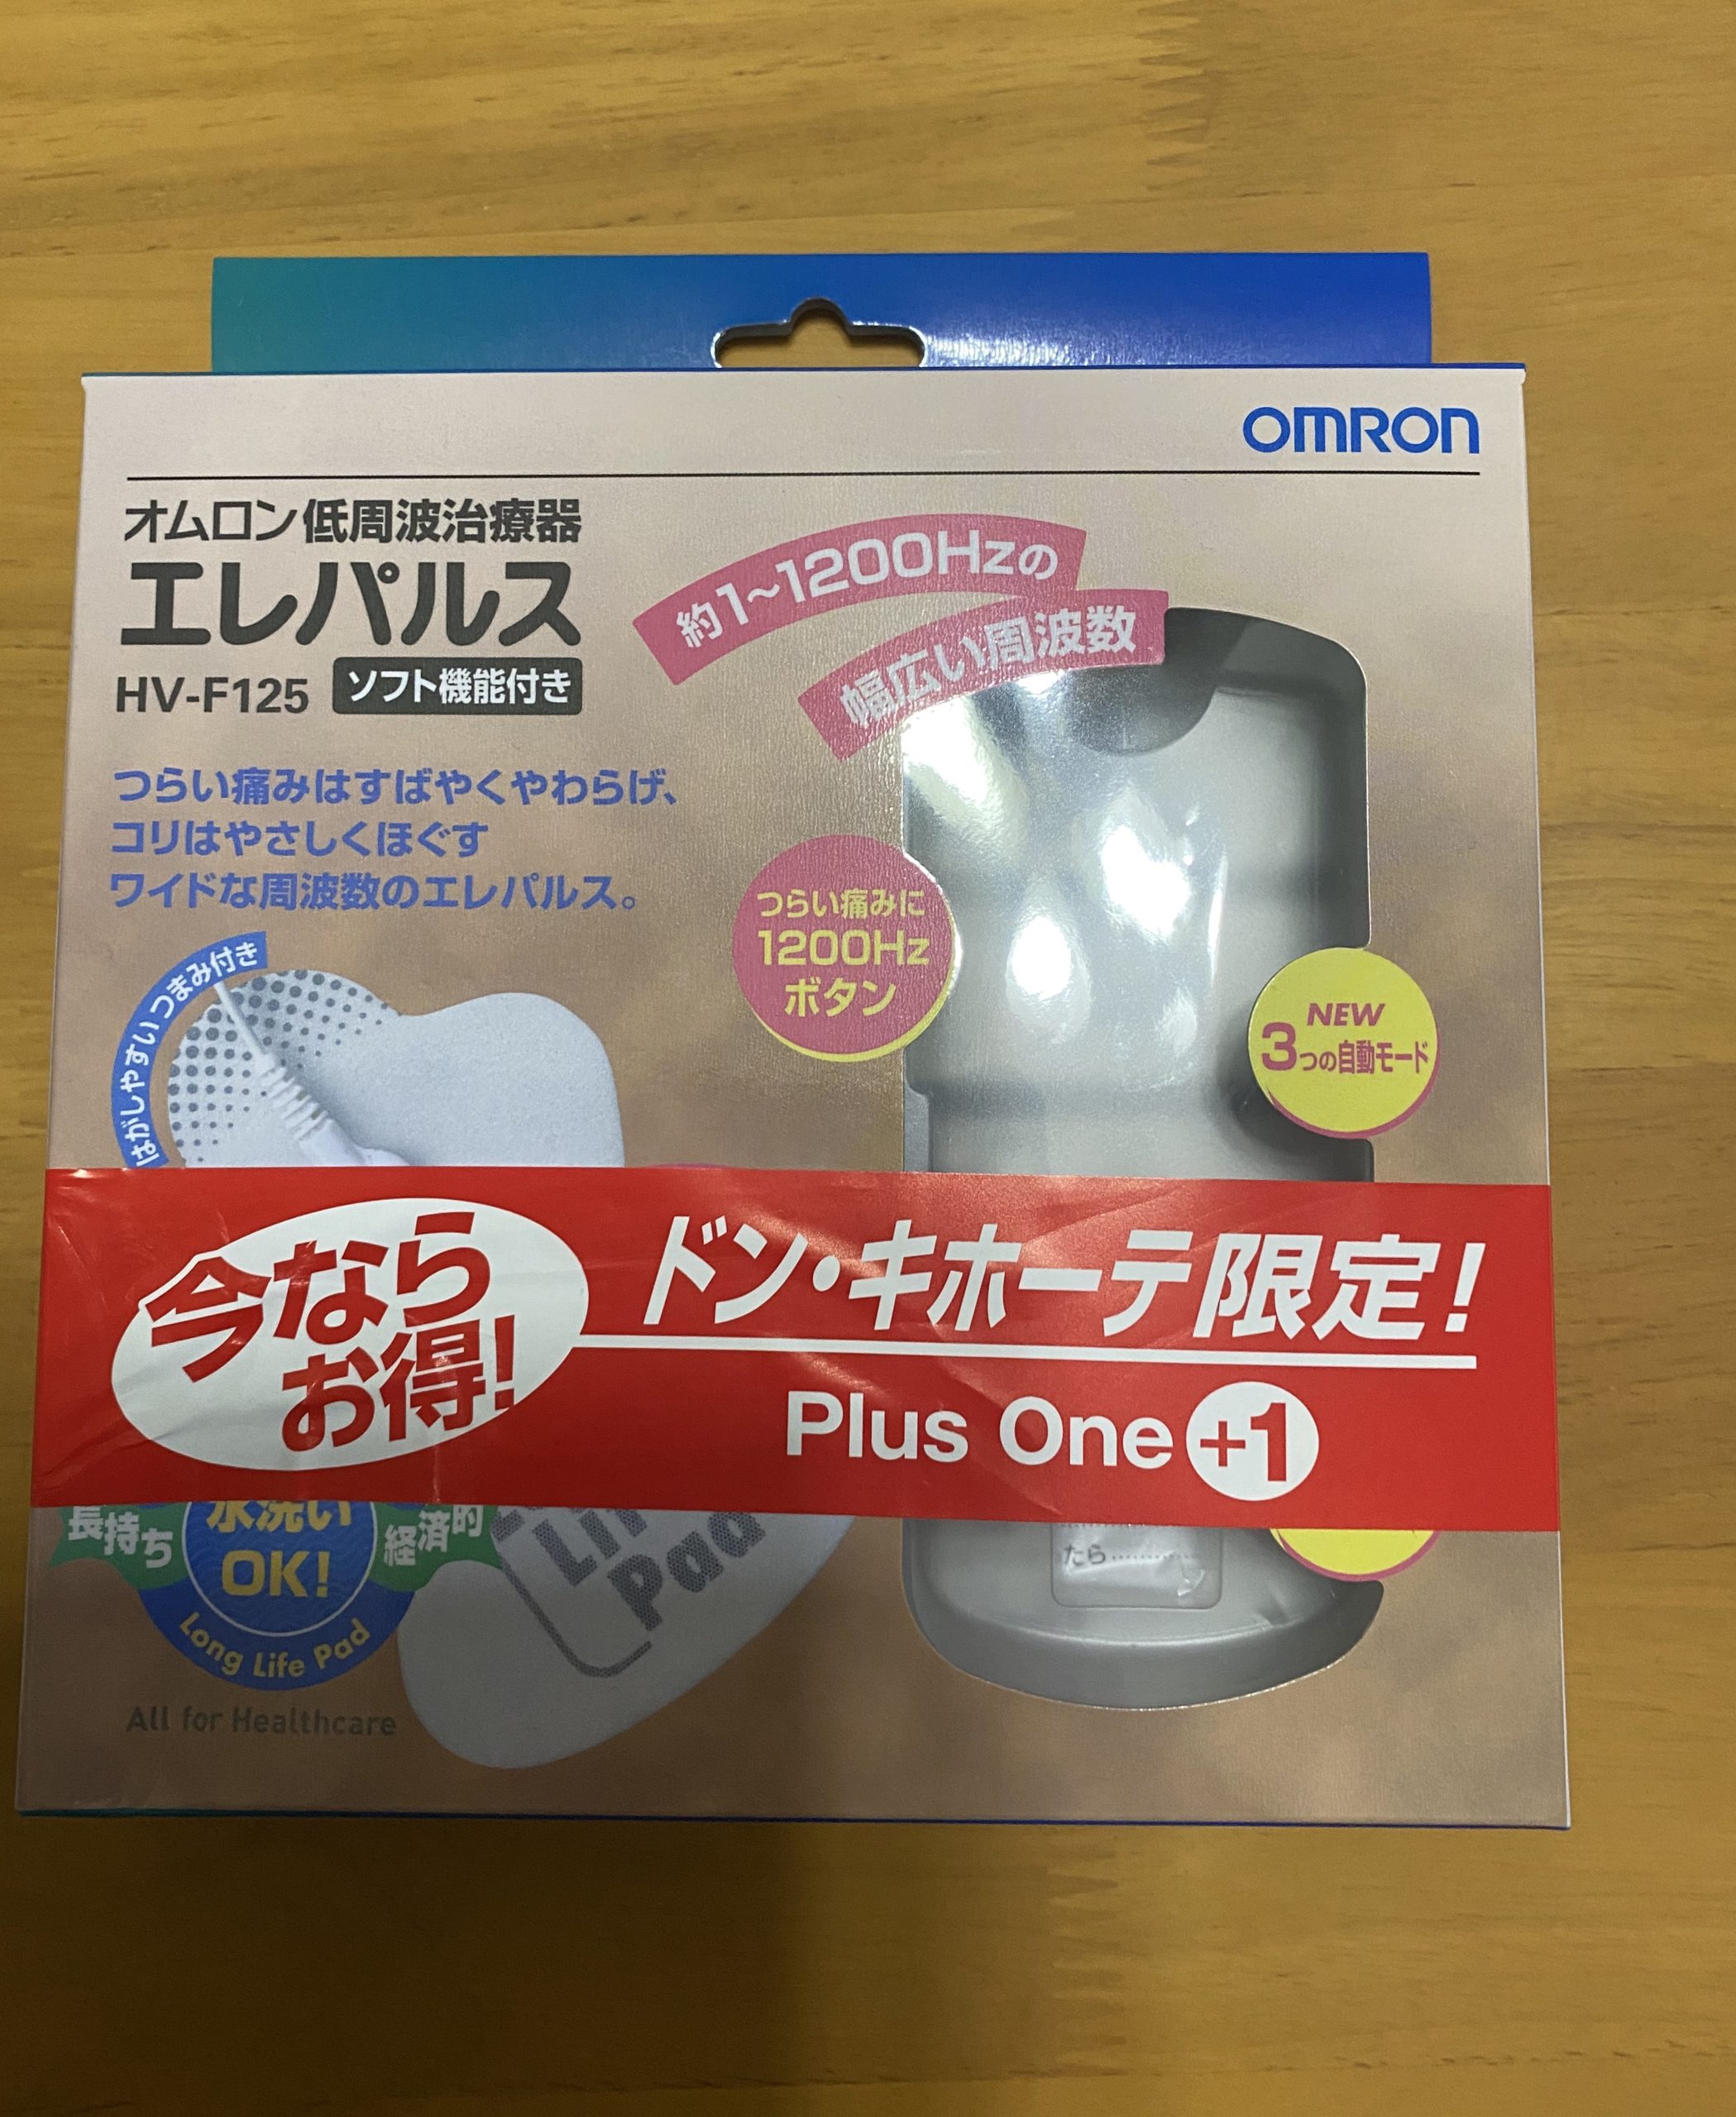 OMRON
オムロン低周波治療器
エレパルス
HV-F125 ソフト機能付き
約1~1200Hzの
幅広い周波数
つらい痛みはすばやくやわらげ、
コリはやさしくほぐす
ワイドな周波数のエレパルス。
はがしやすいつまみ付き
つらい痛みに
1200Hz
ボタン
NEW
3つの自動モード
今なら
お得!
ドン・キホーテ限定!
Plus One +1
長持ち
水洗い
OK!
経済的
Long Life Pad
Pad
たら
All for Healthcare